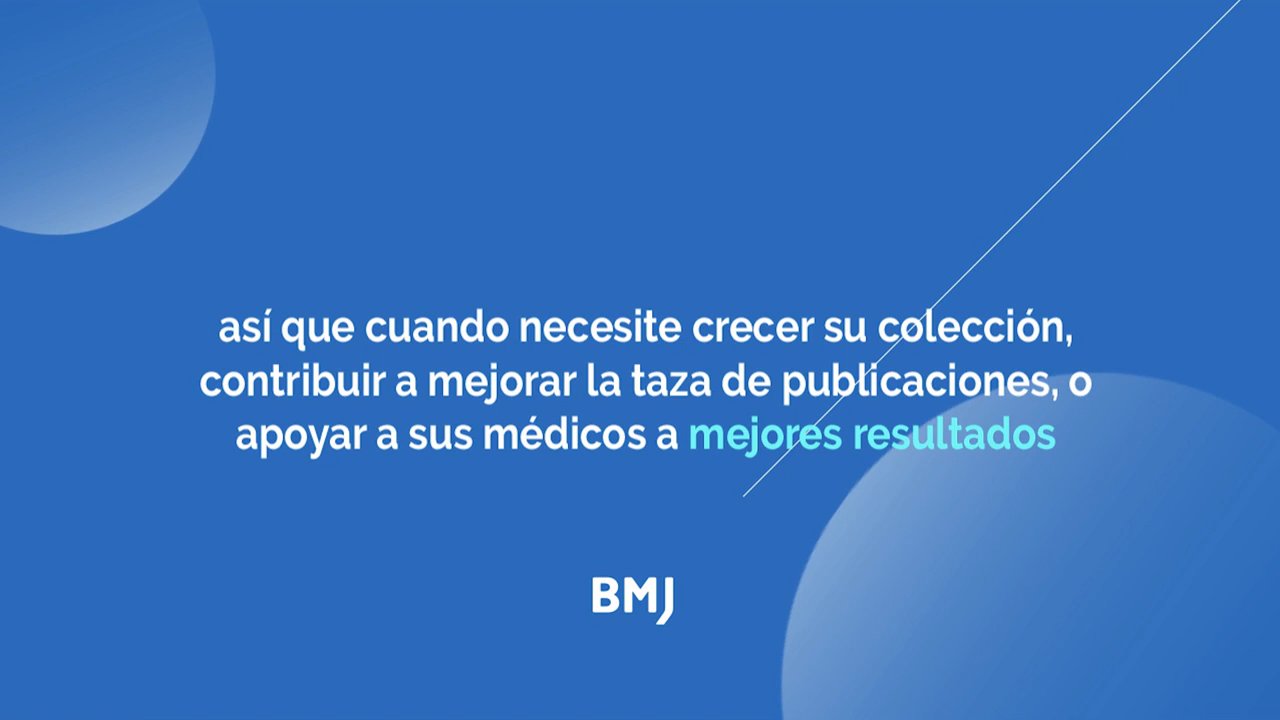 así que cuando necesite crecer su colección,
contribuir a mejorar la taza de publicaciones, o
apoyar a sus médicos a mejores resultados
BMJ